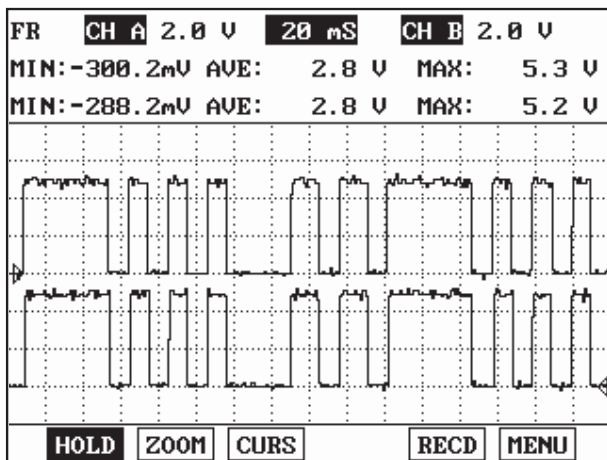 FR CH A 2.0 V 20 mS CH B 2.0 V
MIN:-300.2mV AVE: 2.8 V MAX: 5.3 V
MIN:-288.2mV AVE: 2.8 V MAX: 5.2 V
HOLD ZOOM CURS RECD MENU